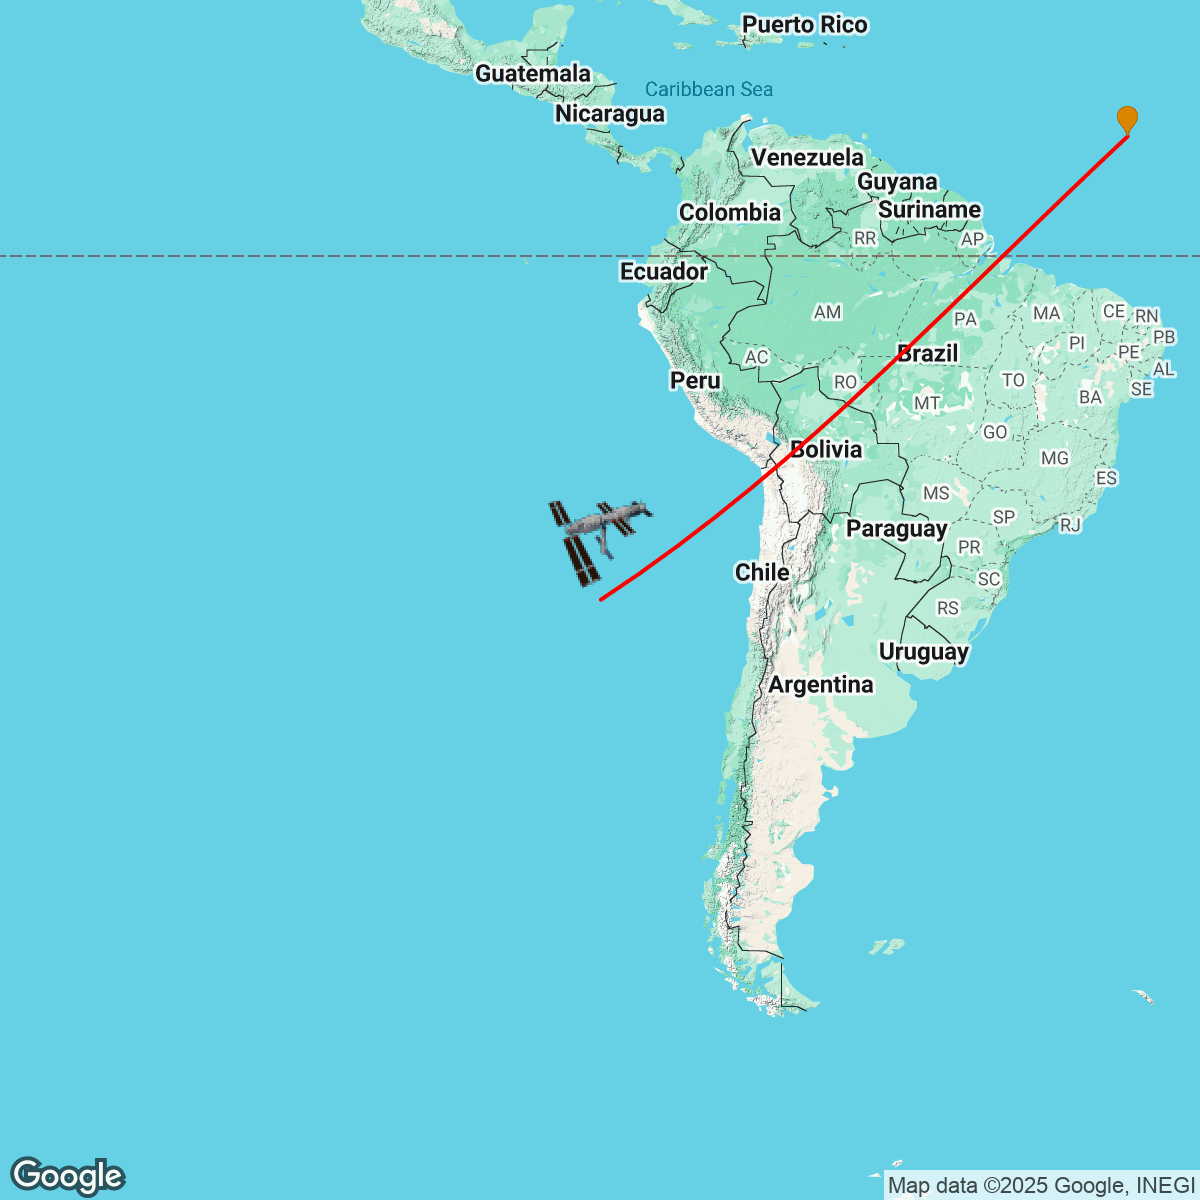 Puerto Rico
Guatemala
Caribbean Sea
Nicaragua
Venezuela
Guyana
Colombia
Suriname
RR
AP
Ecuador
AM
PA
MA
CE
RN
PI
PB
AC
Brazil
PE
AL
Peru
RO
TO
SE
MT
BA
GO
Bolivia
MG
ES
MS
SP
RJ
Paraguay
PR
Chile
SC
RS
Uruguay
Argentina
Google
Map data ©2025 Google, INEGI